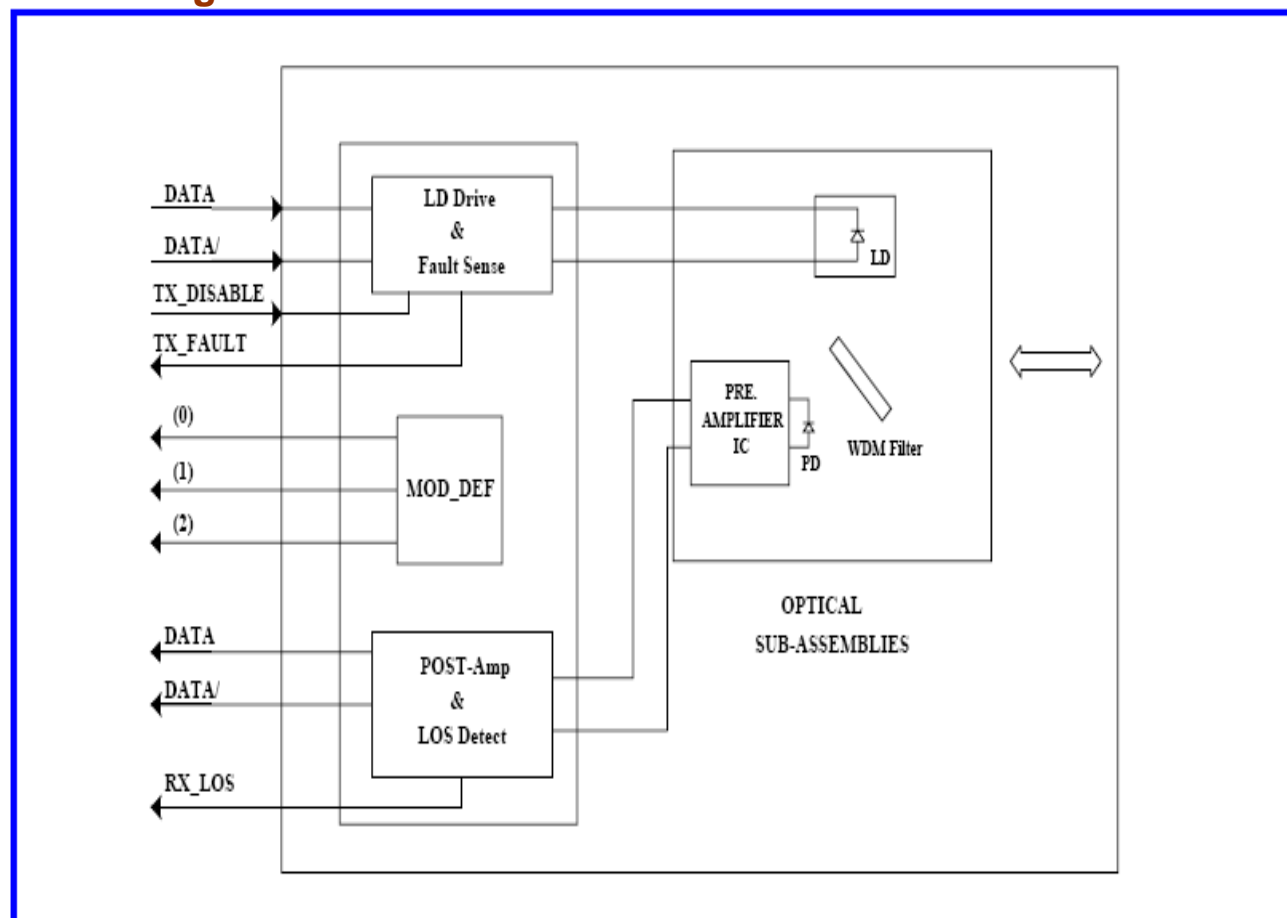 DATA
DATA/
TX_DISABLE
TX_FAULT
LD Drive
&
Fault Sense
LD
(0)
(1)
(2)
MOD_DEF
PRE.
AMPLIFIER
IC
PD
WDM Filter
OPTICAL
SUB-ASSEMBLIES
DATA
DATA/
RX_LOS
POST-Amp
&
LOS Detect